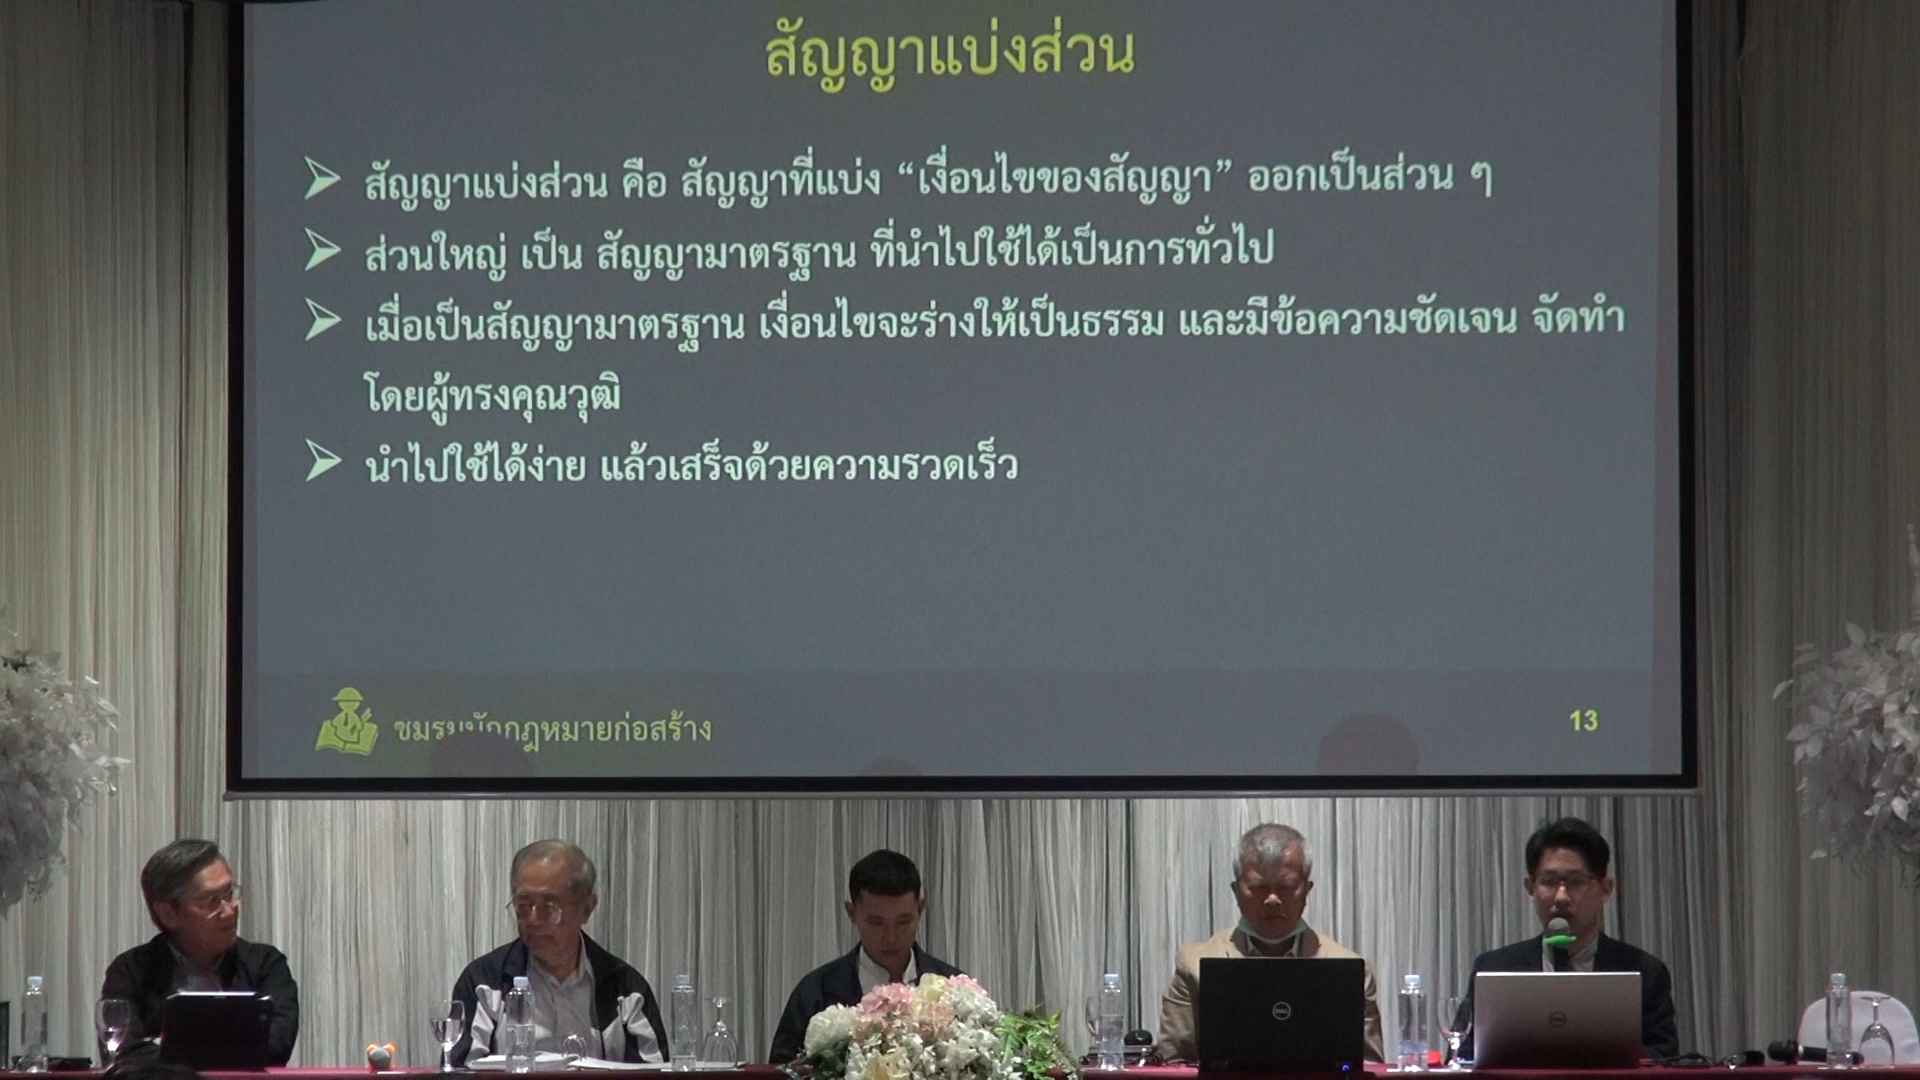 สัญญาแบ่งส่วน
สัญญาแบ่งส่วน คือ สัญญาที่แบ่ง “เงื่อนไขของสัญญา” ออกเป็นส่วน ๆ
ส่วนใหญ่ เป็น สัญญามาตรฐาน ที่นำไปใช้ได้เป็นการทั่วไป
เมื่อเป็นสัญญามาตรฐาน เงื่อนไขจะร่างให้เป็นธรรม และมีข้อความชัดเจน จัดทำ
โดยผู้ทรงคุณวุฒิ
นำไปใช้ได้ง่าย แล้วเสร็จด้วยความรวดเร็ว
ชมรมนักกฎหมายก่อสร้าง
13
DELL